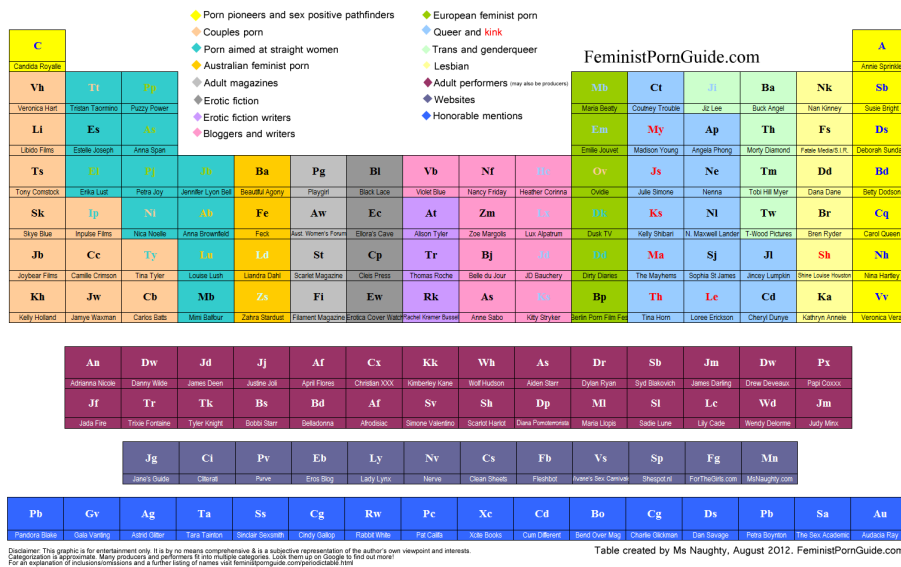 Porn pioneers and sex positive pathfinders
Couples porn
Porn aimed at straight women
Australian feminist porn
Adult magazines
Erotic fiction
Erotic fiction writers
Bloggers and writers
European feminist porn
Queer and kink
Trans and genderqueer
Lesbian
Adult performers (may also be producers)
Websites
Honorable mentions
FeministPornGuide.com
C A
Candida Royalle Annie Sprinkle
Vh Tt Pp Mb Ct Ji Ba Nk Sb
Veronica Hart Tristan Taormino Puzzy Power Maria Beatty Coutney Trouble Jiz Lee Buck Angel Nan Kinney Susie Bright
Li Es As Em My Ap Th Fs Ds
Libido Films Estelle Joseph Anna Span Emilie Jouvet Madison Young Angela Phong Morty Diamond Fatale Media/S.I.R. Deborah Sunda
Ts El Pj Jb Ba Pg Bl Vb Nf Ov Js Ne Tm Dd Bd
Tony Comstock Erika Lust Petra Joy Jennifer Lyon Bell Beautiful Agony Playgirl Black Lace Violet Blue Nancy Friday Heather Corinna Ovidie Julie Simone Nenna Tobi Hill Myer Dana Dane Betty Dodson
Sk Ip Ni Ab Fe Aw Ec At Zm Dk Ks Nl Tw Br Cq
Skye Blue Inpulse Films Nica Noelle Anna Brownfield Feck Aust. Women's Forum Ellora's Cave Alison Tyler Zoe Margolis Lux Alpatrum Dusk TV Kelly Shibari N. Maxwell Lander T-Wood Pictures Bren Ryder Carol Queen
Jb Cc Ty Ln Ld St Cp Tr Bj Dd Ma Sj Jl Sh Nh
Joybear Films Camille Crimson Tina Tyler Louise Lush Liandra Dahl Scarlet Magazine Cleis Press Thomas Roche Belle du Jour JD Bauchery Dirty Diaries The Mayhems Sophia St James Jincey Lumpkin Shine Louise Houston Nina Hartley
Kh Jw Cb Mb Zs Fi Ew Rk As Ks Bp Th Le Cd Ka Vv
Kelly Holland Jamye Waxman Carlos Batts Mimi Balfour Zahra Stardust Filament Magazine Erotica Cover Watch Rachel Kremer Bussel Anne Sabo Kitty Stryker Berlin Porn Film Fes Tina Horn Loree Erickson Cheryl Dunye Kathryn Annelle Veronica Vera
An Dw Jd Jj Af Cx Kk Wh As Dr Sb Jm Dw Px
Adrianna Nicole Danny Wilde James Deen Justine Joli April Flores Christian XXX Kimberley Kane Wolf Hudson Aiden Starr Dylan Ryan Syd Blakovich James Darling Drew Deveaux Papi Coxxx
Jf Tr Tk Bs Bd Af Sv Sh Dp Ml Sl Lc Wd Jm
Jada Fire Trixie Fontaine Tyler Knight Bobbi Starr Belladonna Afrodisiac Simone Valentino Scarlot Harlot Diana Pornoterrorista Maria Llopis Sadie Lune Lily Cade Wendy Delorme Judy Minx
Jg Ci Pv Eb Ly Nv Cs Fb Vs Sp Fg Mn
Jane's Guide Cliterati Purve Eros Blog Lady Lynx Nerve Clean Sheets Fleshbot Viviane's Sex Carnival Shespot.nl ForTheGirls.com MsNaughty.com
Pb Gv Ag Ta Ss Cg Rw Pc Xc Cd Bo Cg Ds Pb Sa Au
Pandora Blake Gala Vanting Astrid Glitter Tara Tainton Sinclair Sexsmith Cindy Gallop Rabbit White Pat Califa Xcite Books Cum Different Bend Over Mag Charlie Glickman Dan Savage Petra Boynton The Sex Academic Audacia Ray
Disclaimer: This graphic is for entertainment only. It is by no means comprehensive & is a subjective representation of the author's own viewpoint and interests.
Categorization is approximate. Many producers and performers fit into multiple categories. Look them up on Google to find out more!
For an explanation of inclusions/omissions and a further listing of names visit feministpornguide.com/periodictable.html
Table created by Ms Naughty, August 2012. FeministPornGuide.com